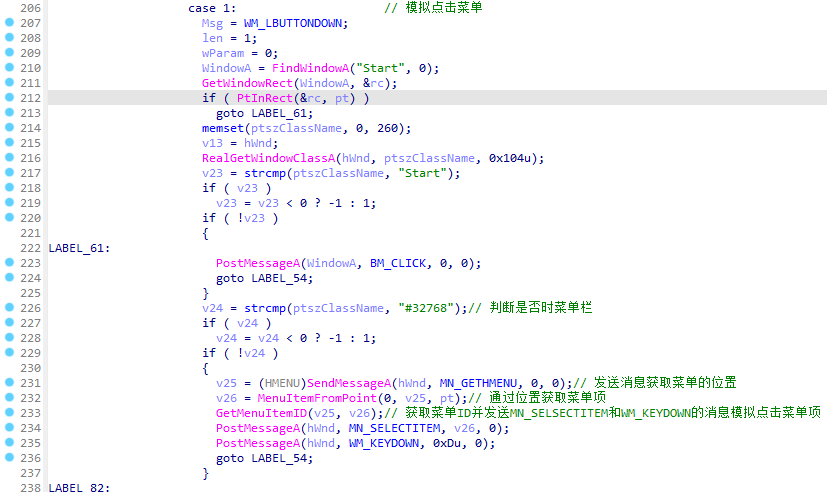 206 case 1: // 模拟点击菜单
207 Msg = WM_LBUTTONDOWN;
208 len = 1;
209 wParam = 0;
210 WindowA = FindWindowA("Start", 0);
211 GetWindowRect(WindowA, &rc);
212 if ( PtInRect(&rc, pt) )
213 goto LABEL_61;
214 memset(ptszClassName, 0, 260);
215 v13 = hWnd;
216 RealGetWindowClassA(hWnd, ptszClassName, 0x104u);
217 v23 = strcmp(ptszClassName, "Start");
218 if ( v23 )
219 v23 = v23 < 0 ? -1 : 1;
220 if ( !v23 )
221 {
222 LABEL_61:
223 PostMessageA(WindowA, BM_CLICK, 0, 0);
224 goto LABEL_54;
225 }
226 v24 = strcmp(ptszClassName, "#32768");// 判断是否时菜单栏
227 if ( v24 )
228 v24 = v24 < 0 ? -1 : 1;
229 if ( !v24 )
230 {
231 v25 = (HMENU)SendMessageA(hWnd, MN_GETHMENU, 0, 0);// 发送消息获取菜单的位置
232 v26 = MenuItemFromPoint(0, v25, pt);// 通过位置获取菜单项
233 GetMenuItemID(v25, v26);// 获取菜单ID并发送MN_SELSECTITEM和WM_KEYDOWN的消息模拟点击菜单项
234 PostMessageA(hWnd, MN_SELECTITEM, v26, 0);
235 PostMessageA(hWnd, WM_KEYDOWN, 0xDu, 0);
236 goto LABEL_54;
237 }
238 LABEL_82: